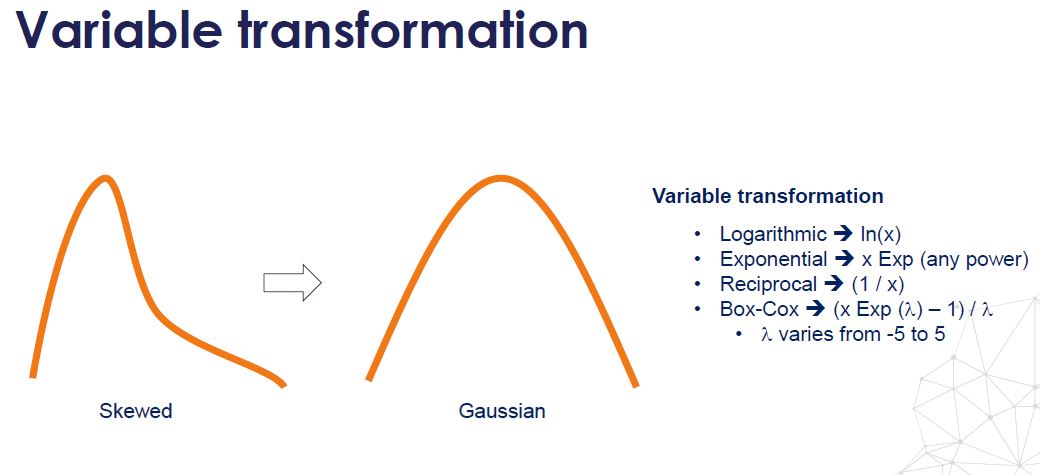 Variable transformation
Variable transformation
• Logarithmic ➔ ln(x)
• Exponential ➔ x Exp (any power)
• Reciprocal ➔ (1 / x)
• Box-Cox ➔ (x Exp (λ) – 1) / λ
• λ varies from -5 to 5
Skewed
Gaussian